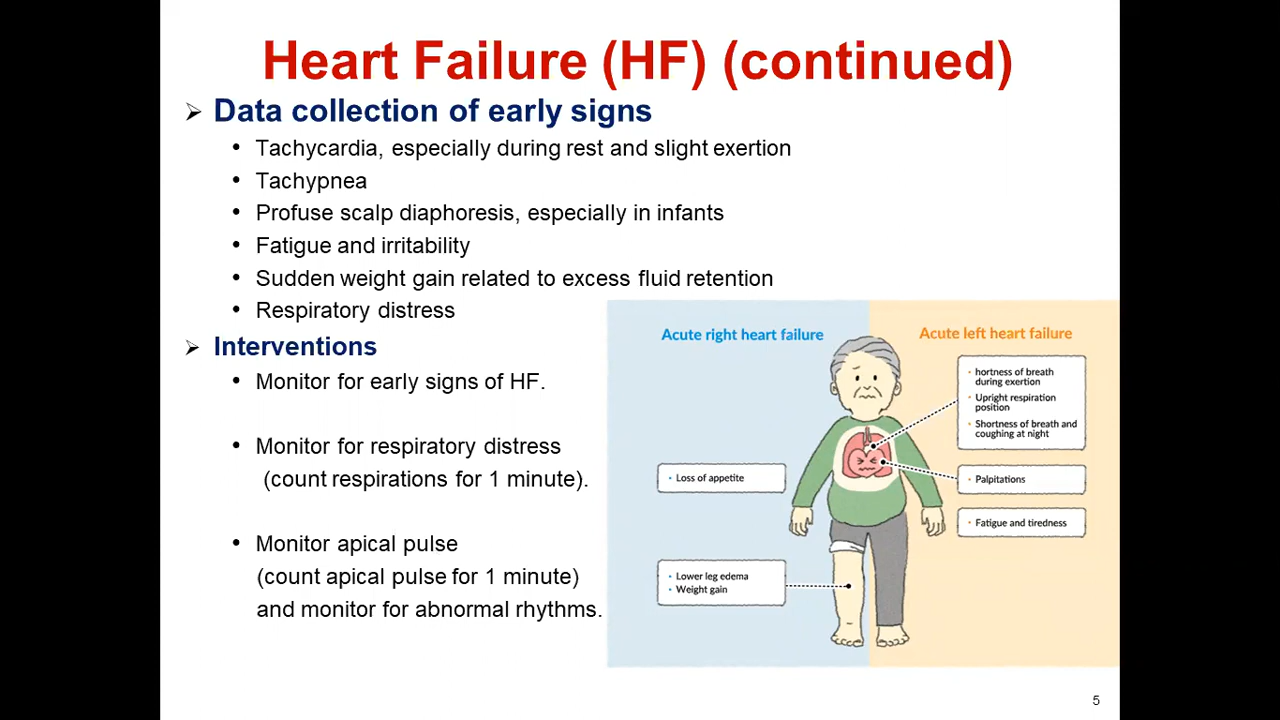 Heart Failure (HF) (continued)
➢ Data collection of early signs
• Tachycardia, especially during rest and slight exertion
• Tachypnea
• Profuse scalp diaphoresis, especially in infants
• Fatigue and irritability
• Sudden weight gain related to excess fluid retention
• Respiratory distress
➢ Interventions
• Monitor for early signs of HF.
• Monitor for respiratory distress
(count respirations for 1 minute).
• Monitor apical pulse
(count apical pulse for 1 minute)
and monitor for abnormal rhythms.
Acute right heart failure
• Loss of appetite
• Lower leg edema
• Weight gain
Acute left heart failure
• hortness of breath
during exertion
• Upright respiration
position
• Shortness of breath and
coughing at night
• Palpitations
• Fatigue and tiredness
5